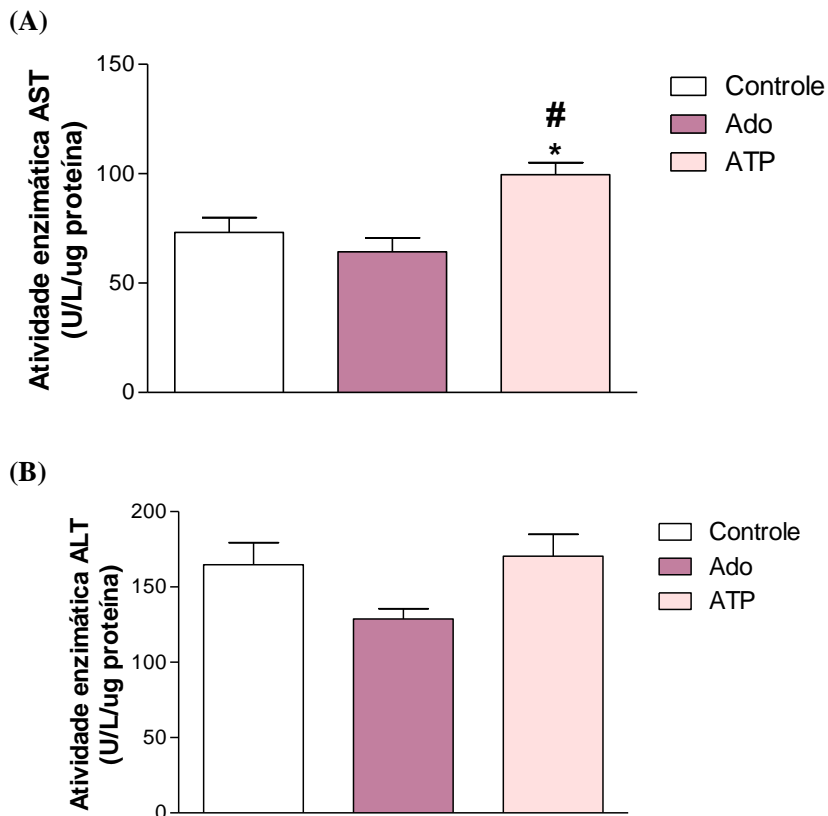 (A)
Atividade enzimática AST
(U/L/ug proteína)
150
100
50
0
#
*
Controle
Ado
ATP
(B)
Atividade enzimática ALT
(U/L/ug proteína)
200
150
100
50
0
Controle
Ado
ATP